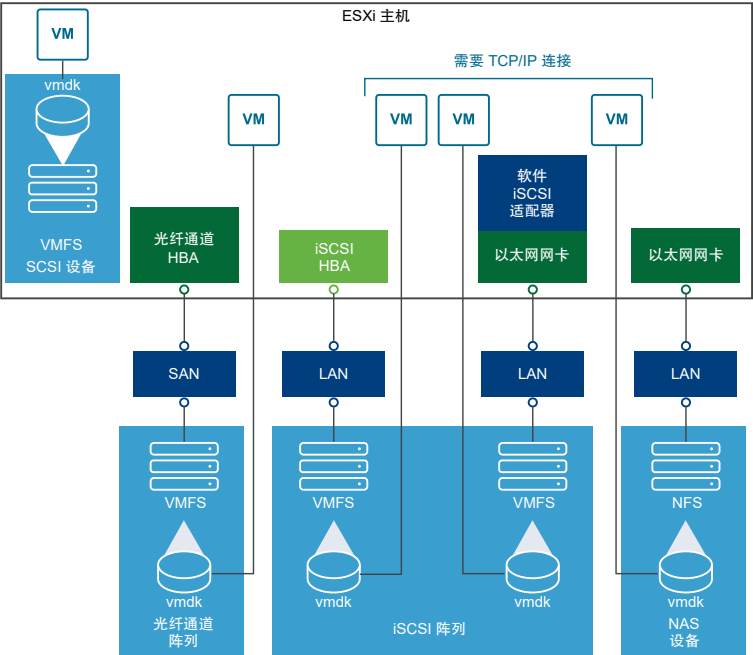 ESXi 主机
VM
需要 TCP/IP 连接
vmdk
VM
VM
VM
VM
软件
iSCSI
适配器
VMFS
SCSI 设备
光纤通道
HBA
iSCSI
HBA
以太网网卡
以太网网卡
SAN
LAN
LAN
LAN
VMFS
VMFS
VMFS
NFS
vmdk
vmdk
vmdk
vmdk
光纤通道
阵列
iSCSI 阵列
NAS
设备